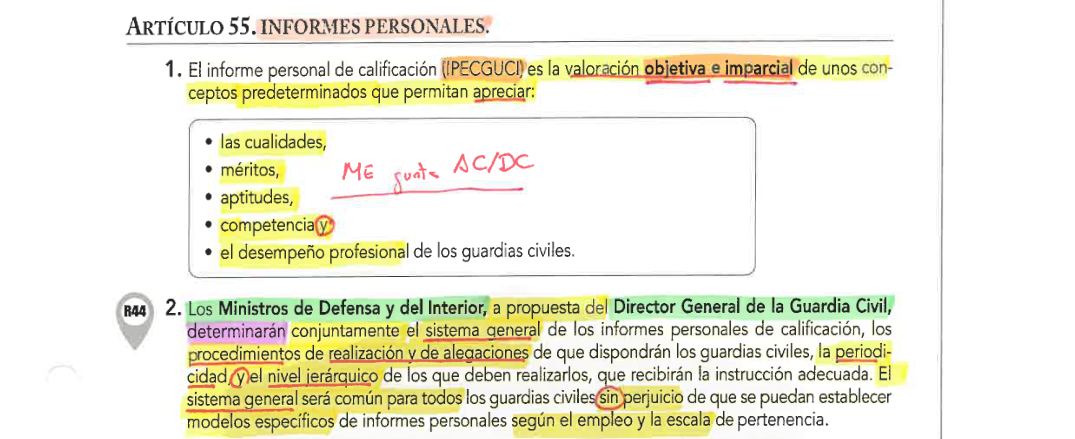 ARTÍCULO 55. INFORMES PERSONALES.
1. El informe personal de calificación (IPECGUCI) es la valoración objetiva e imparcial de unos con-
ceptos predeterminados que permitan apreciar:
• las cualidades,
• méritos,
• aptitudes,
• competencia y
• el desempeño profesional de los guardias civiles.
ME gusta AC/DC
R44
2. Los Ministros de Defensa y del Interior, a propuesta del Director General de la Guardia Civil,
determinarán conjuntamente el sistema general de los informes personales de calificación, los
procedimientos de realización y de alegaciones de que dispondrán los guardias civiles, la periodi-
cidad y el nivel jerárquico de los que deben realizarlos, que recibirán la instrucción adecuada. El
sistema general será común para todos los guardias civiles sin perjuicio de que se puedan establecer
modelos específicos de informes personales según el empleo y la escala de pertenencia.